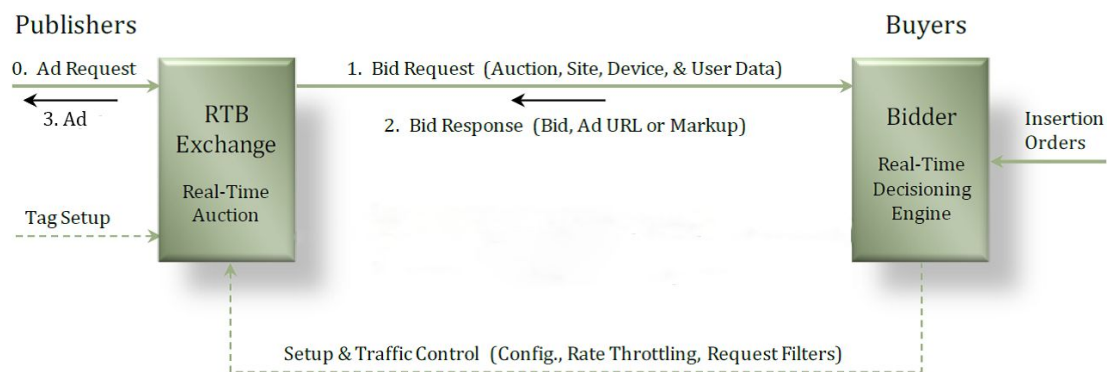 Publishers
Buyers
0. Ad Request
1. Bid Request (Auction, Site, Device, & User Data)
3. Ad
2. Bid Response (Bid, Ad URL or Markup)
RTB
Exchange
Real-Time
Auction
Bidder
Real-Time
Decisioning
Engine
Insertion
Orders
Tag Setup
Setup & Traffic Control (Config., Rate Throttling, Request Filters)